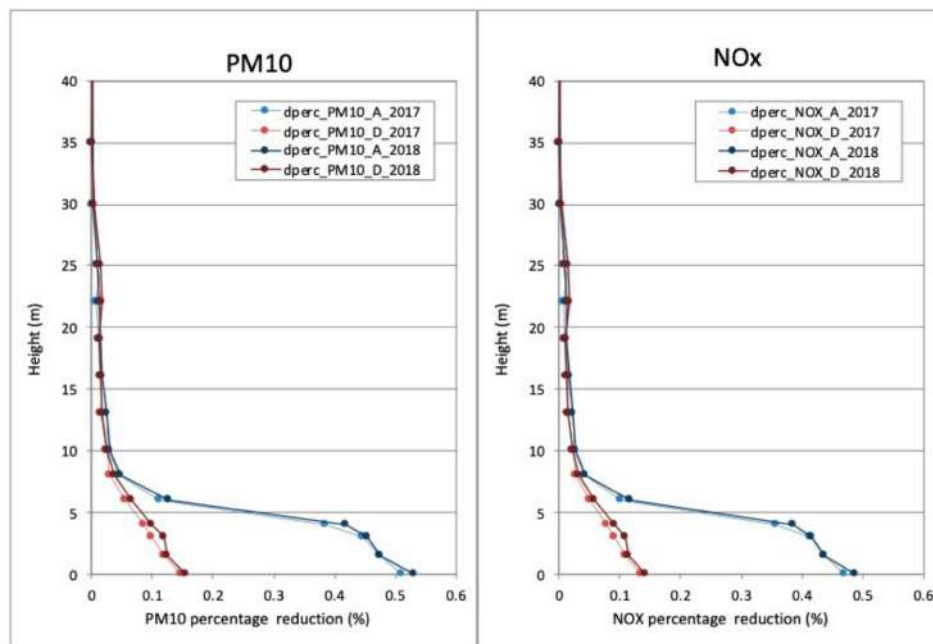 PM10
40
35
30
25
20
15
10
5
0
Height (m)
dperc_PM10_A_2017
dperc_PM10_D_2017
dperc_PM10_A_2018
dperc_PM10_D_2018
0 0.1 0.2 0.3 0.4 0.5 0.6
PM10 percentage reduction (%)
NOx
40
35
30
25
20
15
10
5
0
Height (m)
dperc_NOX_A_2017
dperc_NOX_D_2017
dperc_NOX_A_2018
dperc_NOX_D_2018
0 0.1 0.2 0.3 0.4 0.5 0.6
NOX percentage reduction (%)